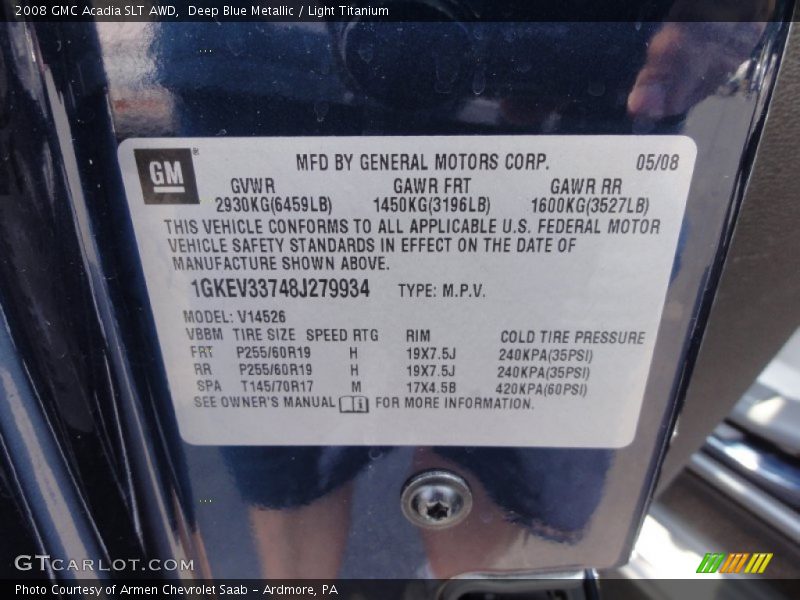 2008 GMC Acadia SLT AWD,  Deep Blue Metallic / Light Titanium
GM ®
MFD BY GENERAL MOTORS CORP. 05/08
GVWR GAWR FRT GAWR RR
2930KG(6459LB) 1450KG(3196LB) 1600KG(3527LB)
THIS VEHICLE CONFORMS TO ALL APPLICABLE U.S. FEDERAL MOTOR
VEHICLE SAFETY STANDARDS IN EFFECT ON THE DATE OF
MANUFACTURE SHOWN ABOVE.
1GKEV33748J279934 TYPE: M.P.V.
MODEL: V14526
VBBM TIRE SIZE SPEED RTG RIM COLD TIRE PRESSURE
FRT P255/60R19 H 19X7.5J 240KPA(35PSI)
RR P255/60R19 H 19X7.5J 240KPA(35PSI)
SPA T145/70R17 M 17X4.5B 420KPA(60PSI)
SEE OWNER'S MANUAL i FOR MORE INFORMATION.
GTCARLOT.COM
Photo Courtesy of Armen Chevrolet Saab – Ardmore, PA